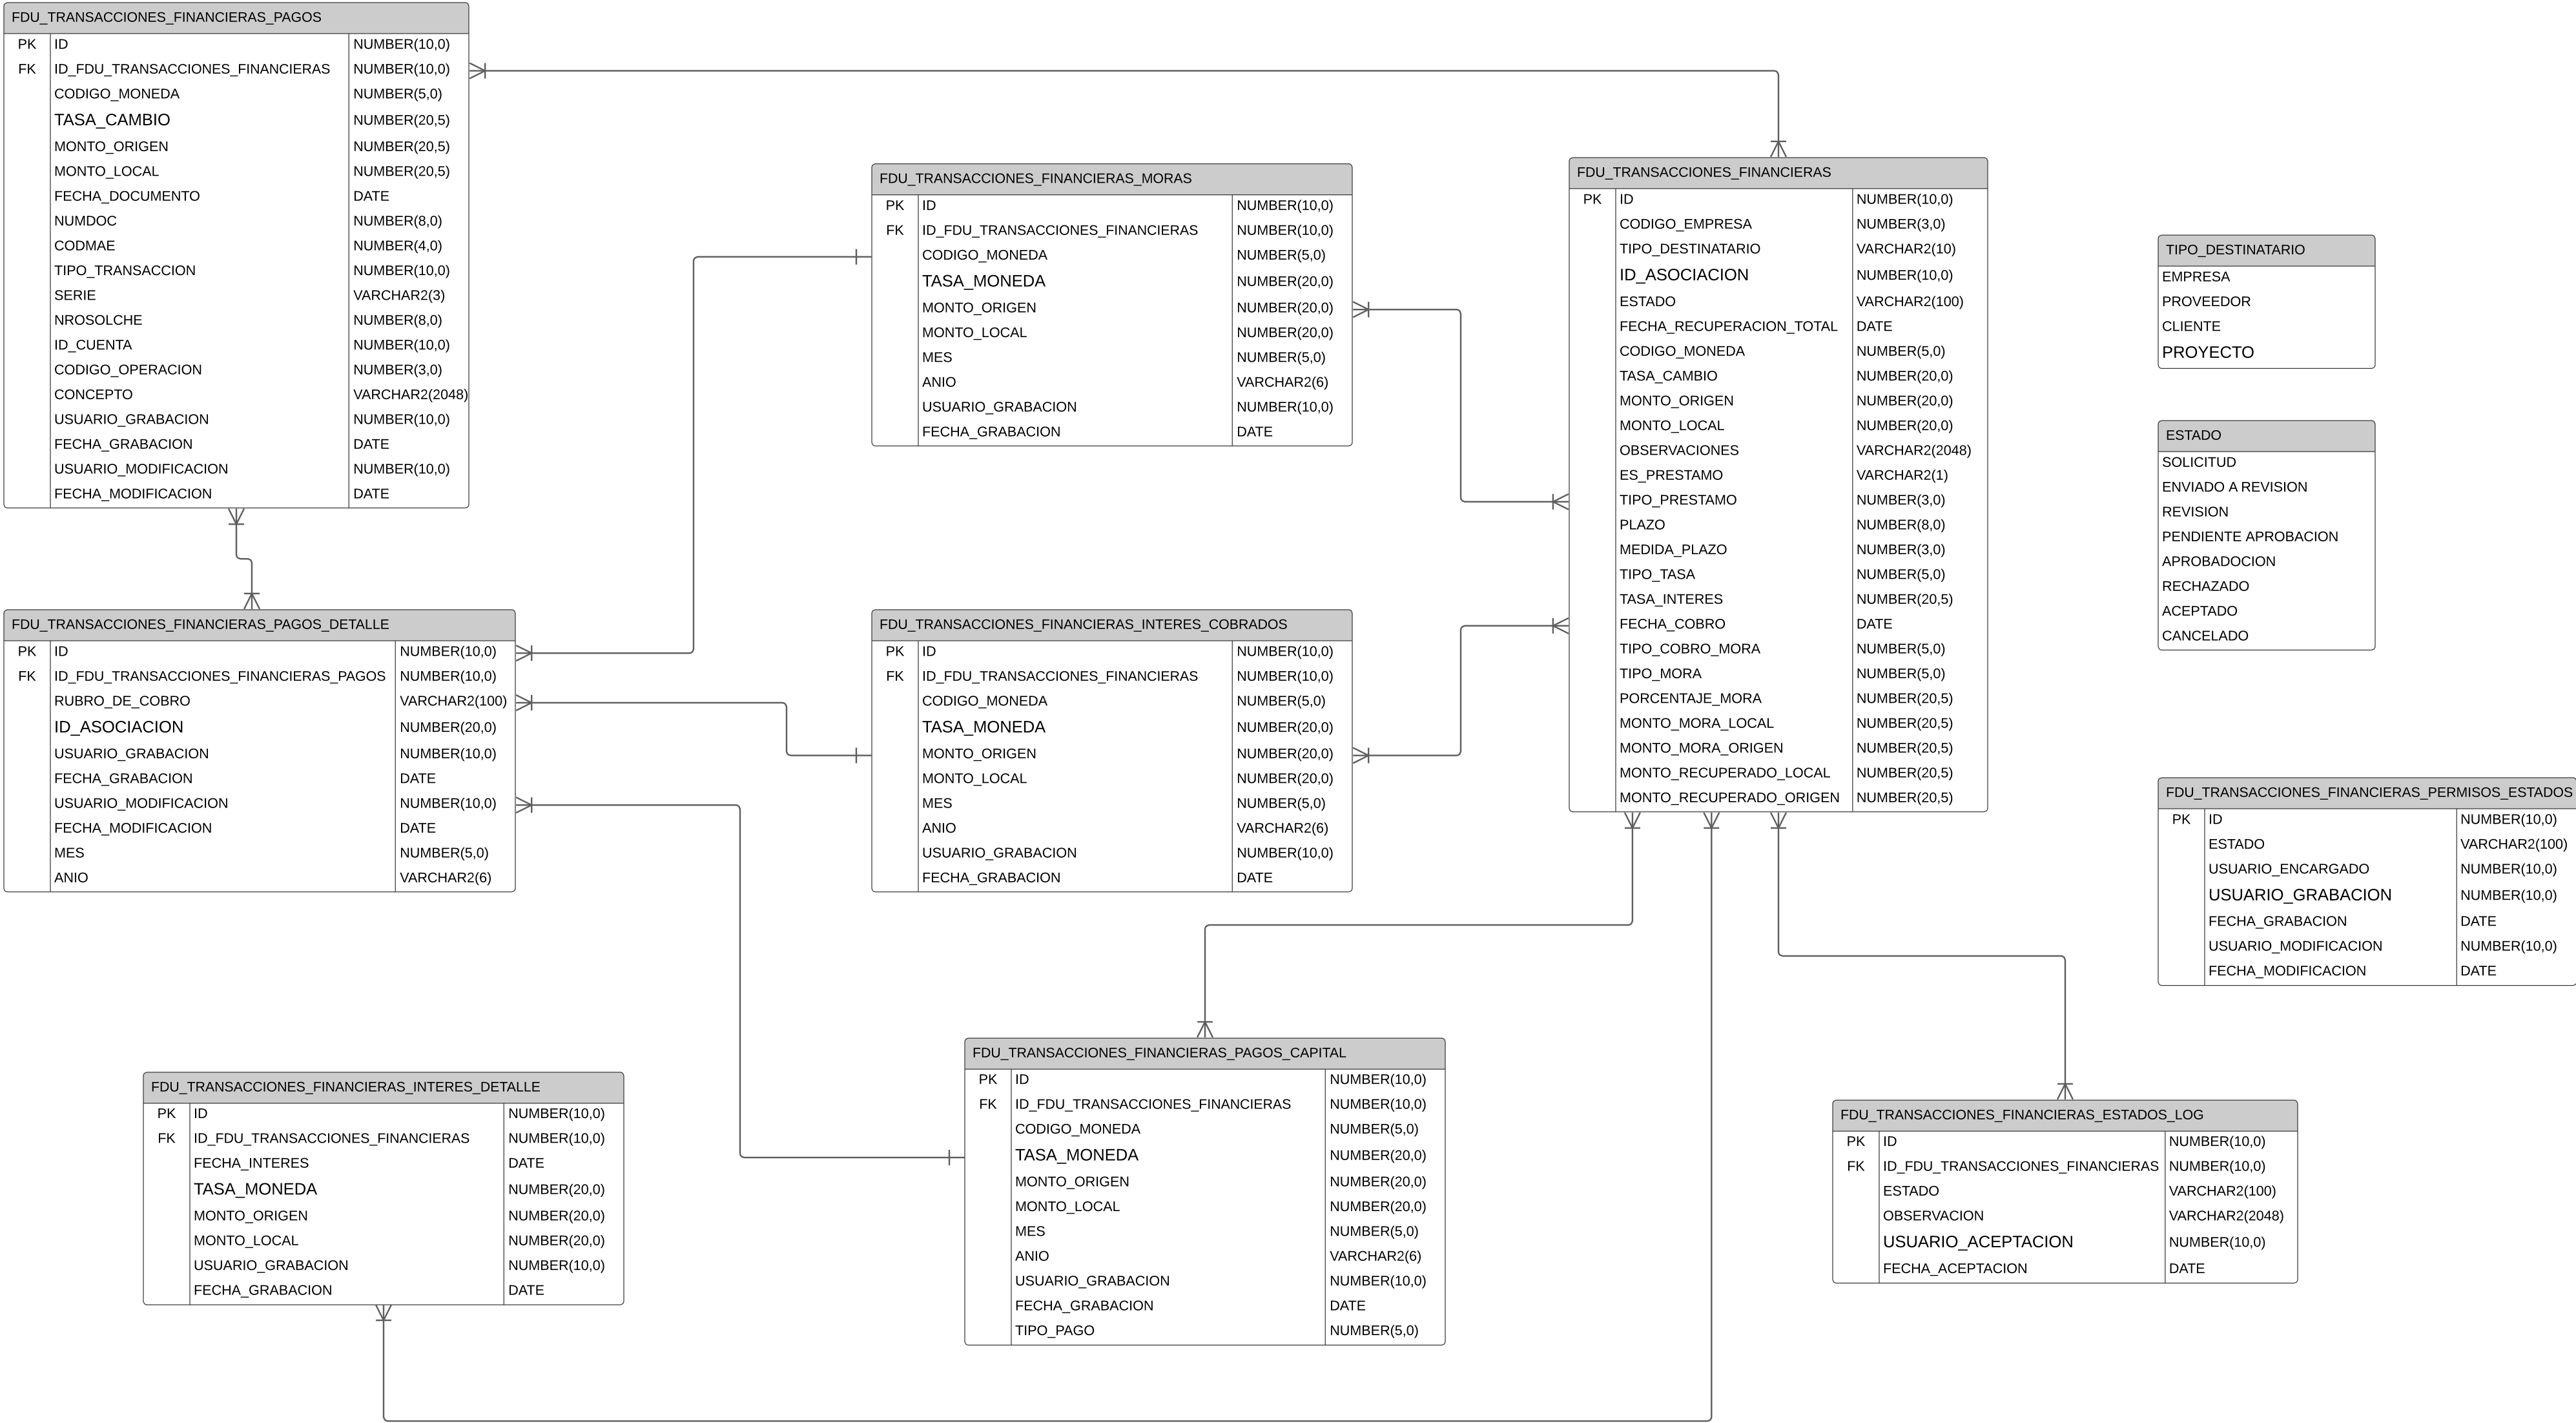 FDU_TRANSACCIONES_FINANCIERAS_PAGOS
PK ID NUMBER(10,0)
FK ID_FDU_TRANSACCIONES_FINANCIERAS NUMBER(10,0)
CODIGO_MONEDA NUMBER(5,0)
TASA_CAMBIO NUMBER(20,5)
MONTO_ORIGEN NUMBER(20,5)
MONTO_LOCAL NUMBER(20,5)
FECHA_DOCUMENTO DATE
NUMDOC NUMBER(8,0)
CODMAE NUMBER(4,0)
TIPO_TRANSACCION NUMBER(10,0)
SERIE VARCHAR2(3)
NROSOLCHE NUMBER(8,0)
ID_CUENTA NUMBER(10,0)
CODIGO_OPERACION NUMBER(3,0)
CONCEPTO VARCHAR2(2048)
USUARIO_GRABACION NUMBER(10,0)
FECHA_GRABACION DATE
USUARIO_MODIFICACION NUMBER(10,0)
FECHA_MODIFICACION DATE
FDU_TRANSACCIONES_FINANCIERAS_MORAS
PK ID NUMBER(10,0)
FK ID_FDU_TRANSACCIONES_FINANCIERAS NUMBER(10,0)
CODIGO_MONEDA NUMBER(5,0)
TASA_MONEDA NUMBER(20,0)
MONTO_ORIGEN NUMBER(20,0)
MONTO_LOCAL NUMBER(20,0)
MES NUMBER(5,0)
ANIO VARCHAR2(6)
USUARIO_GRABACION NUMBER(10,0)
FECHA_GRABACION DATE
FDU_TRANSACCIONES_FINANCIERAS
PK ID NUMBER(10,0)
CODIGO_EMPRESA NUMBER(3,0)
TIPO_DESTINATARIO VARCHAR2(10)
ID_ASOCIACION NUMBER(10,0)
ESTADO VARCHAR2(100)
FECHA_RECUPERACION_TOTAL DATE
CODIGO_MONEDA NUMBER(5,0)
TASA_CAMBIO NUMBER(20,0)
MONTO_ORIGEN NUMBER(20,0)
MONTO_LOCAL NUMBER(20,0)
OBSERVACIONES VARCHAR2(2048)
ES_PRESTAMO VARCHAR2(1)
TIPO_PRESTAMO NUMBER(3,0)
PLAZO NUMBER(8,0)
MEDIDA_PLAZO NUMBER(3,0)
TIPO_TASA NUMBER(5,0)
TASA_INTERES NUMBER(20,5)
FECHA_COBRO DATE
TIPO_COBRO_MORA NUMBER(5,0)
TIPO_MORA NUMBER(5,0)
PORCENTAJE_MORA NUMBER(20,5)
MONTO_MORA_LOCAL NUMBER(20,5)
MONTO_MORA_ORIGEN NUMBER(20,5)
MONTO_RECUPERADO_LOCAL NUMBER(20,5)
MONTO_RECUPERADO_ORIGEN NUMBER(20,5)
TIPO_DESTINATARIO
EMPRESA
PROVEEDOR
CLIENTE
PROYECTO
ESTADO
SOLICITUD
ENVIADO A REVISION
REVISION
PENDIENTE APROBACION
APROBADOCION
RECHAZADO
ACEPTADO
CANCELADO
FDU_TRANSACCIONES_FINANCIERAS_PAGOS_DETALLE
PK ID NUMBER(10,0)
FK ID_FDU_TRANSACCIONES_FINANCIERAS_PAGOS NUMBER(10,0)
RUBRO_DE_COBRO VARCHAR2(100)
ID_ASOCIACION NUMBER(20,0)
USUARIO_GRABACION NUMBER(10,0)
FECHA_GRABACION DATE
USUARIO_MODIFICACION NUMBER(10,0)
FECHA_MODIFICACION DATE
MES NUMBER(5,0)
ANIO VARCHAR2(6)
FDU_TRANSACCIONES_FINANCIERAS_INTERES_COBRADOS
PK ID NUMBER(10,0)
FK ID_FDU_TRANSACCIONES_FINANCIERAS NUMBER(10,0)
CODIGO_MONEDA NUMBER(5,0)
TASA_MONEDA NUMBER(20,0)
MONTO_ORIGEN NUMBER(20,0)
MONTO_LOCAL NUMBER(20,0)
MES NUMBER(5,0)
ANIO VARCHAR2(6)
USUARIO_GRABACION NUMBER(10,0)
FECHA_GRABACION DATE
FDU_TRANSACCIONES_FINANCIERAS_PERMISOS_ESTADOS
PK ID NUMBER(10,0)
ESTADO VARCHAR2(100)
USUARIO_ENCARGADO NUMBER(10,0)
USUARIO_GRABACION NUMBER(10,0)
FECHA_GRABACION DATE
USUARIO_MODIFICACION NUMBER(10,0)
FECHA_MODIFICACION DATE
FDU_TRANSACCIONES_FINANCIERAS_INTERES_DETALLE
PK ID NUMBER(10,0)
FK ID_FDU_TRANSACCIONES_FINANCIERAS NUMBER(10,0)
FECHA_INTERES DATE
TASA_MONEDA NUMBER(20,0)
MONTO_ORIGEN NUMBER(20,0)
MONTO_LOCAL NUMBER(20,0)
USUARIO_GRABACION NUMBER(10,0)
FECHA_GRABACION DATE
FDU_TRANSACCIONES_FINANCIERAS_PAGOS_CAPITAL
PK ID NUMBER(10,0)
FK ID_FDU_TRANSACCIONES_FINANCIERAS NUMBER(10,0)
CODIGO_MONEDA NUMBER(5,0)
TASA_MONEDA NUMBER(20,0)
MONTO_ORIGEN NUMBER(20,0)
MONTO_LOCAL NUMBER(20,0)
MES NUMBER(5,0)
ANIO VARCHAR2(6)
USUARIO_GRABACION NUMBER(10,0)
FECHA_GRABACION DATE
TIPO_PAGO NUMBER(5,0)
FDU_TRANSACCIONES_FINANCIERAS_ESTADOS_LOG
PK ID NUMBER(10,0)
FK ID_FDU_TRANSACCIONES_FINANCIERAS NUMBER(10,0)
ESTADO VARCHAR2(100)
OBSERVACION VARCHAR2(2048)
USUARIO_ACEPTACION NUMBER(10,0)
FECHA_ACEPTACION DATE